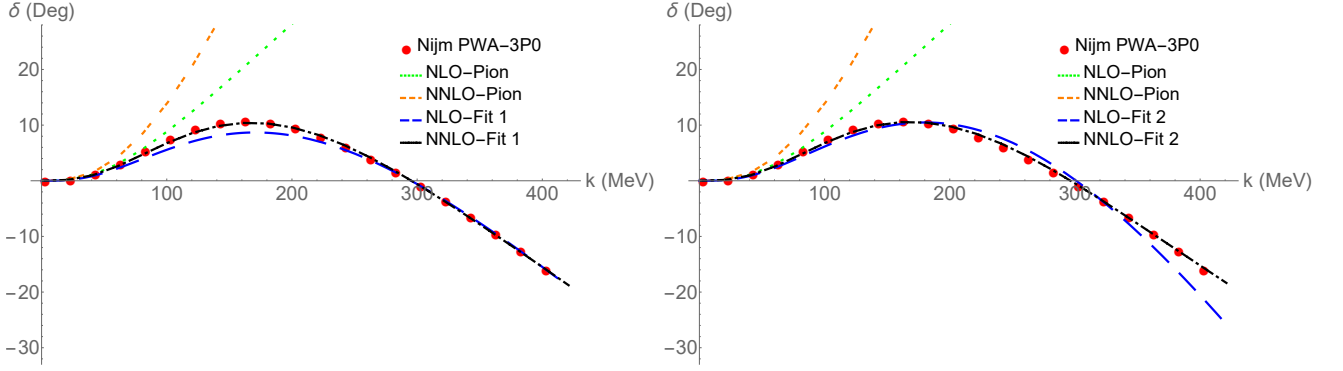 δ (Deg)
20
10
−10
−20
−30
100
200
300
400
k (MeV)
Nijm PWA−3P0
NLO−Pion
NNLO−Pion
NLO−Fit 1
NNLO−Fit 1
δ (Deg)
20
10
−10
−20
−30
100
200
300
400
k (MeV)
Nijm PWA−3P0
NLO−Pion
NNLO−Pion
NLO−Fit 2
NNLO−Fit 2